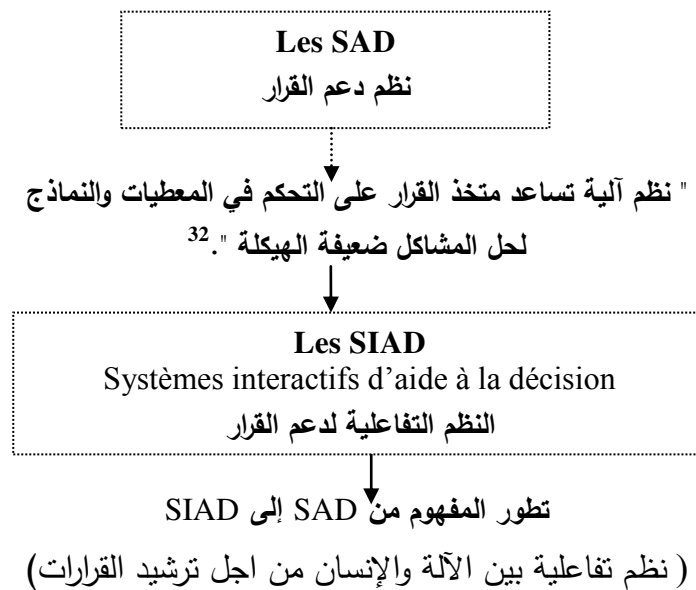 Les SAD
نظم دعم القرار
" نظم آلية تساعد متخذ القرار على التحكم في المعطيات والنماذج
لحل المشاكل ضعيفة الهيكلة ".32
Les SIAD
Systèmes interactifs d'aide à la décision
النظم التفاعلية لدعم القرار
تطور المفهوم من SAD إلى SIAD
( نظم تفاعلية بين الآلة والإنسان من اجل ترشيد القرارات)